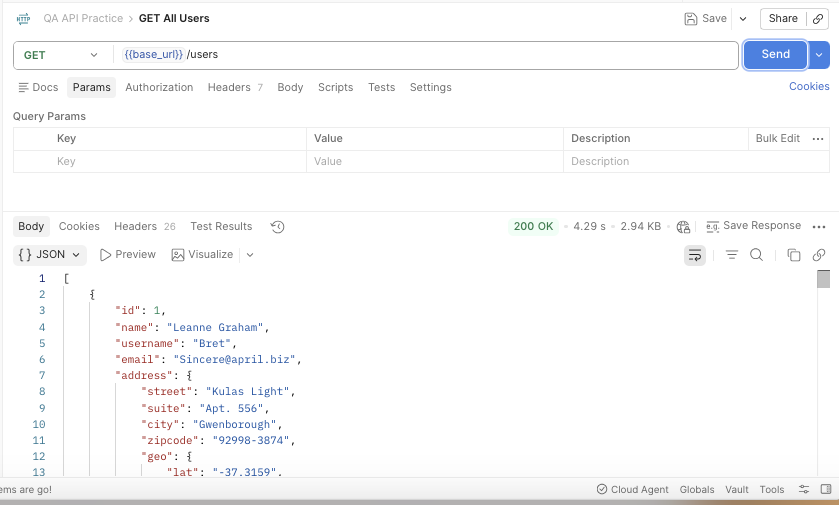 HTTP QA API Practice > GET All Users Save Share
GET {{base_url}} /users Send
Docs Params Authorization Headers 7 Body Scripts Tests Settings Cookies
Query Params
Key Value Description Bulk Edit
Key Value Description
Body Cookies Headers 26 Test Results 200 OK • 4.29 s • 2.94 KB • e.g. Save Response
{} JSON Preview Visualize
1 [
2 {
3 "id": 1,
4 "name": "Leanne Graham",
5 "username": "Bret",
6 "email": "Sincere@april.biz",
7 "address": {
8 "street": "Kulas Light",
9 "suite": "Apt. 556",
10 "city": "Gwenborough",
11 "zipcode": "92998-3874",
12 "geo": {
13 "lat": "-37.3159",
ems are go! Cloud Agent Globals Vault Tools